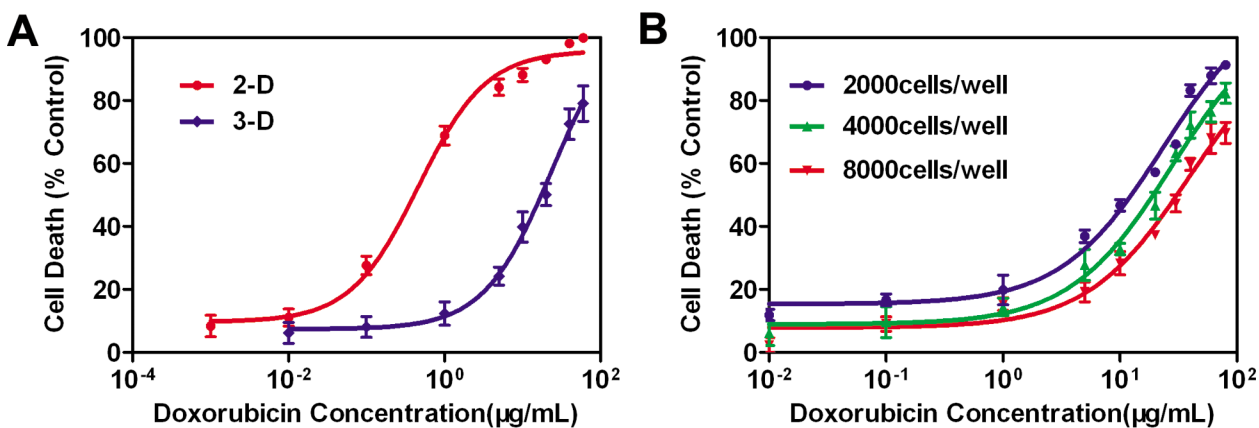 A
100
80
60
40
20
0
Cell Death (% Control)
2-D
3-D
10⁻⁴ 10⁻² 10⁰ 10²
Doxorubicin Concentration(µg/mL)
B
100
80
60
40
20
0
Cell Death (% Control)
2000cells/well
4000cells/well
8000cells/well
10⁻² 10⁻¹ 10⁰ 10¹ 10²
Doxorubicin Concentration(µg/mL)